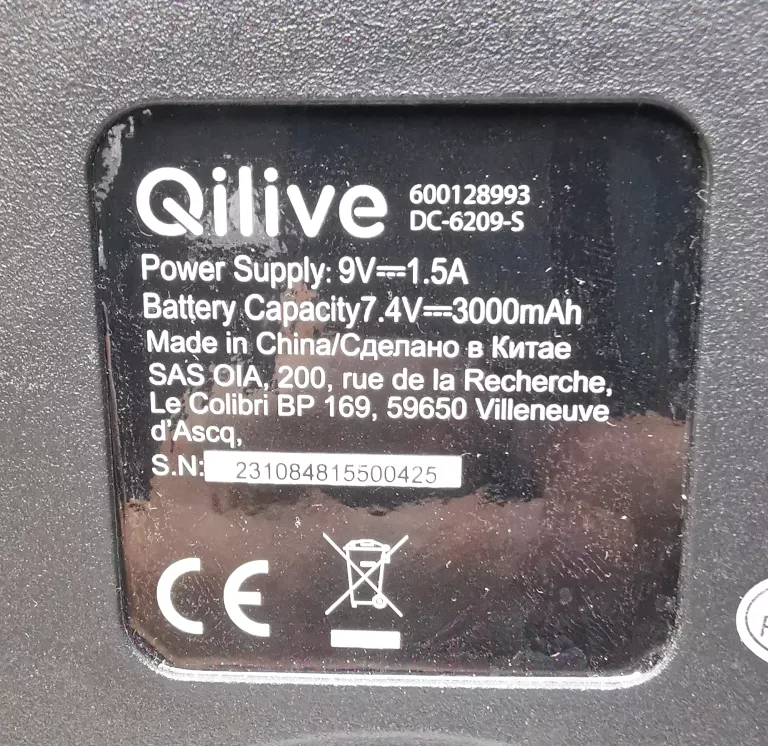 Qilive 600128993
DC-6209-S
Power Supply: 9V⎓1.5A
Battery Capacity7.4V⎓3000mAh
Made in China/Сделано в Китае
SAS OIA, 200, rue de la Recherche,
Le Colibri BP 169, 59650 Villeneuve
d'Ascq,
S.N: 231084815500425
CE